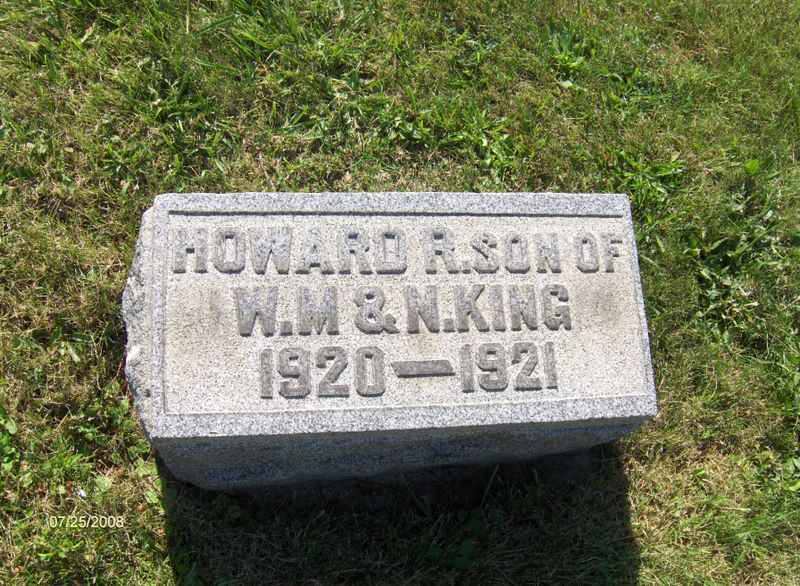 HOWARD R. SON OF
W. M & N. KING
1920—1921
07/25/2008